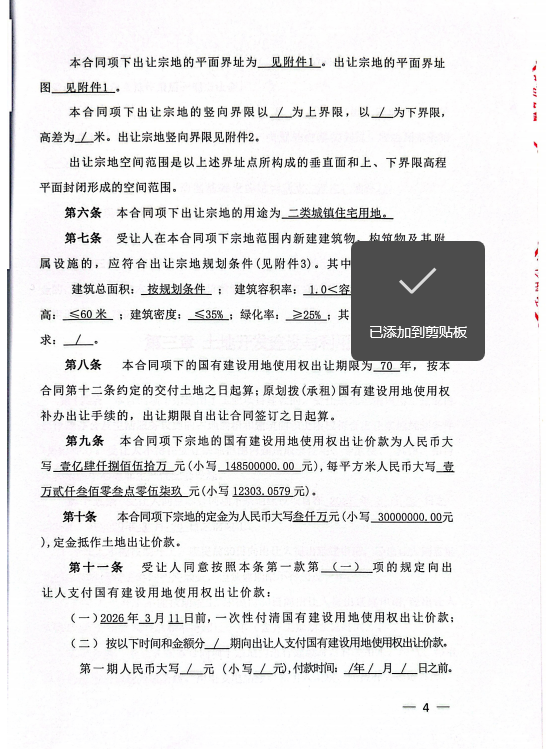 本合同项下出让宗地的平面界址为 见附件1 。出让宗地的平面界址
图 见附件1 。
本合同项下出让宗地的竖向界限以 / 为上界限，以 / 为下界限，
高差为 / 米。出让宗地竖向界限见附件2。
出让宗地空间范围是以上述界址点所构成的垂直面和上、下界限高程
平面封闭形成的空间范围。
第六条 本合同项下出让宗地的用途为 二类城镇住宅用地。
第七条 受让人在本合同项下宗地范围内新建建筑物、构筑物及其附
属设施的，应符合出让宗地规划条件(见附件3)。其中
建筑总面积： 按规划条件 ； 建筑容积率： 1.0＜容
高： ≤60 米 ；建筑密度： ≤35% ；绿化率： ≥25% ；其
求： / 。
已添加到剪贴板
第八条 本合同项下的国有建设用地使用权出让年限为 70 年，按本
合同第十二条约定的交付土地之日起算；原划拨(承租)国有建设用地使用权
补办出让手续的，出让年限自出让合同签订之日起算。
第九条 本合同项下宗地的国有建设用地使用权出让价款为人民币大
写 壹亿肆仟捌佰伍拾万 元(小写 148500000.00 元)，每平方米人民币大写 壹
万贰仟叁佰零叁点零伍柒玖 元(小写 12303.0579 元)。
第十条 本合同项下宗地的定金为人民币大写叁仟万元(小写 30000000.00元
)，定金抵作土地出让价款。
第十一条 受让人同意按照本条第一款第 （一） 项的规定向出
让人支付国有建设用地使用权出让价款：
（一）2026 年 3 月 11 日前，一次性付清国有建设用地使用权出让价款；
（二）按以下时间和金额分 / 期向出让人支付国有建设用地使用权出让价款。
第一期人民币大写 / 元 (小写 / 元)，付款时间： /年 / 月 / 日之前。
— 4 —